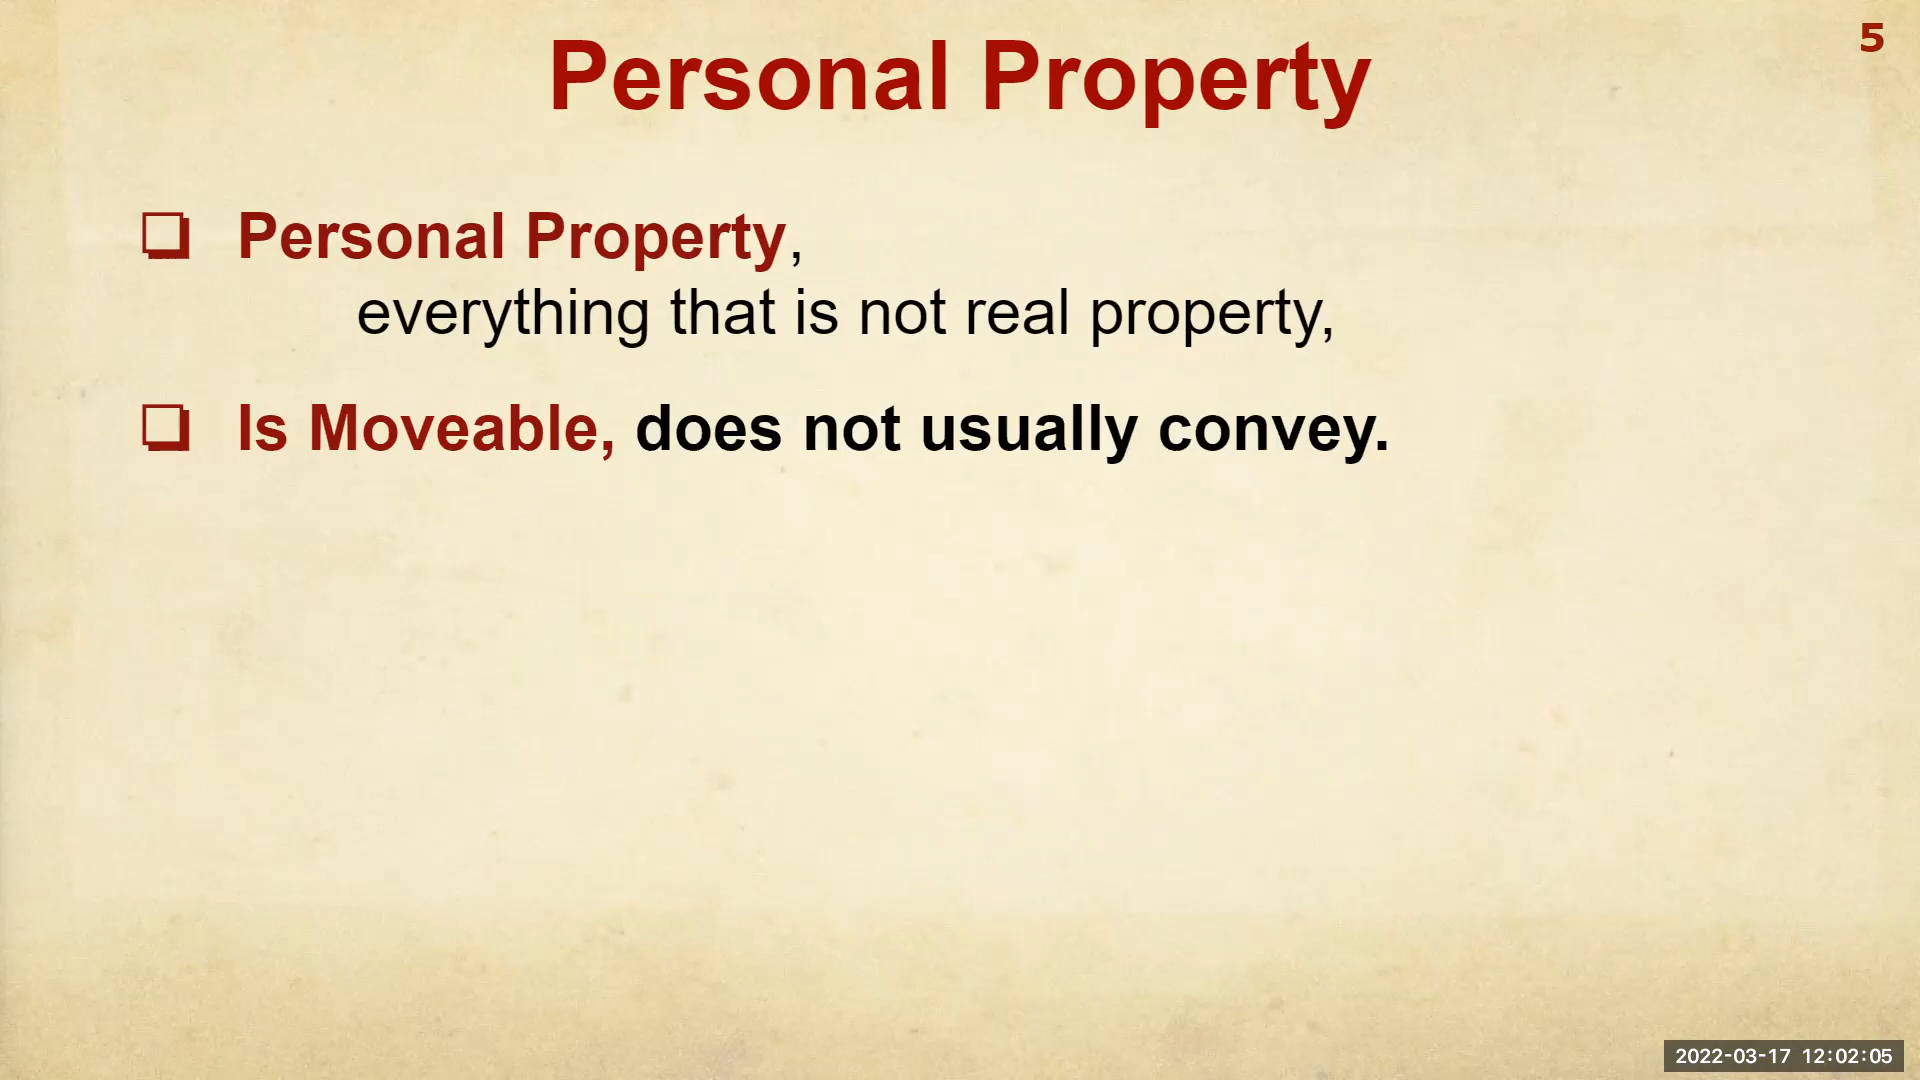 5
Personal Property
❑ Personal Property,
everything that is not real property,
❑ Is Moveable, does not usually convey.
2022-03-17 12:02:05